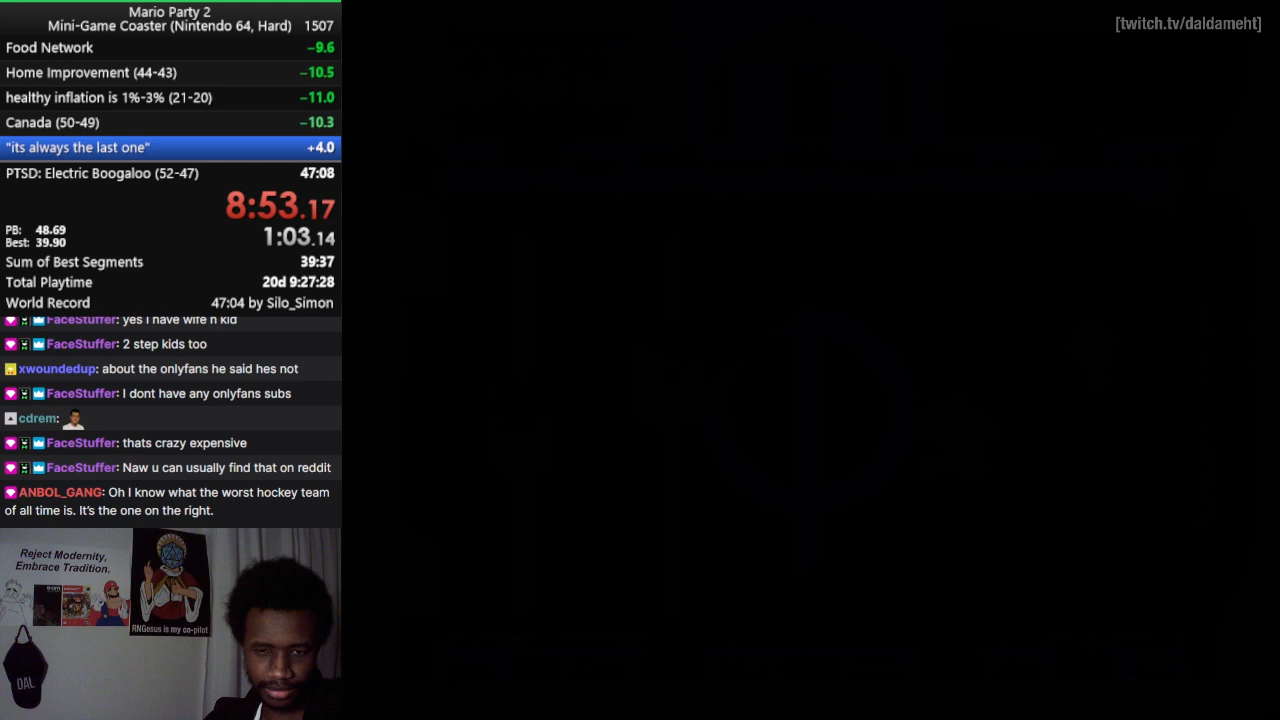 Mario Party 2
Mini-Game Coaster (Nintendo 64, Hard) 1507
Food Network -9.6
Home Improvement (44-43) -10.5
healthy inflation is 1%-3% (21-20) -11.0
Canada (50-49) -10.3
"its always the last one" +4.0
PTSD: Electric Boogaloo (52-47) 47:08
8:53.17
PB: 48.69
Best: 39.90
1:03.14
Sum of Best Segments 39:37
Total Playtime 20d 9:27:28
World Record 47:04 by Silo_Simon
FaceStuffer: yes I have wife n kid
FaceStuffer: 2 step kids too
xwoundedup: about the onlyfans he said hes not
FaceStuffer: I dont have any onlyfans subs
cdrem:
FaceStuffer: thats crazy expensive
FaceStuffer: Naw u can usually find that on reddit
ANBOL_GANG: Oh I know what the worst hockey team
of all time is. It's the one on the right.
Reject Modernity,
Embrace Tradition.
RNGesus is my co-pilot
DAL
[twitch.tv/daldameht]